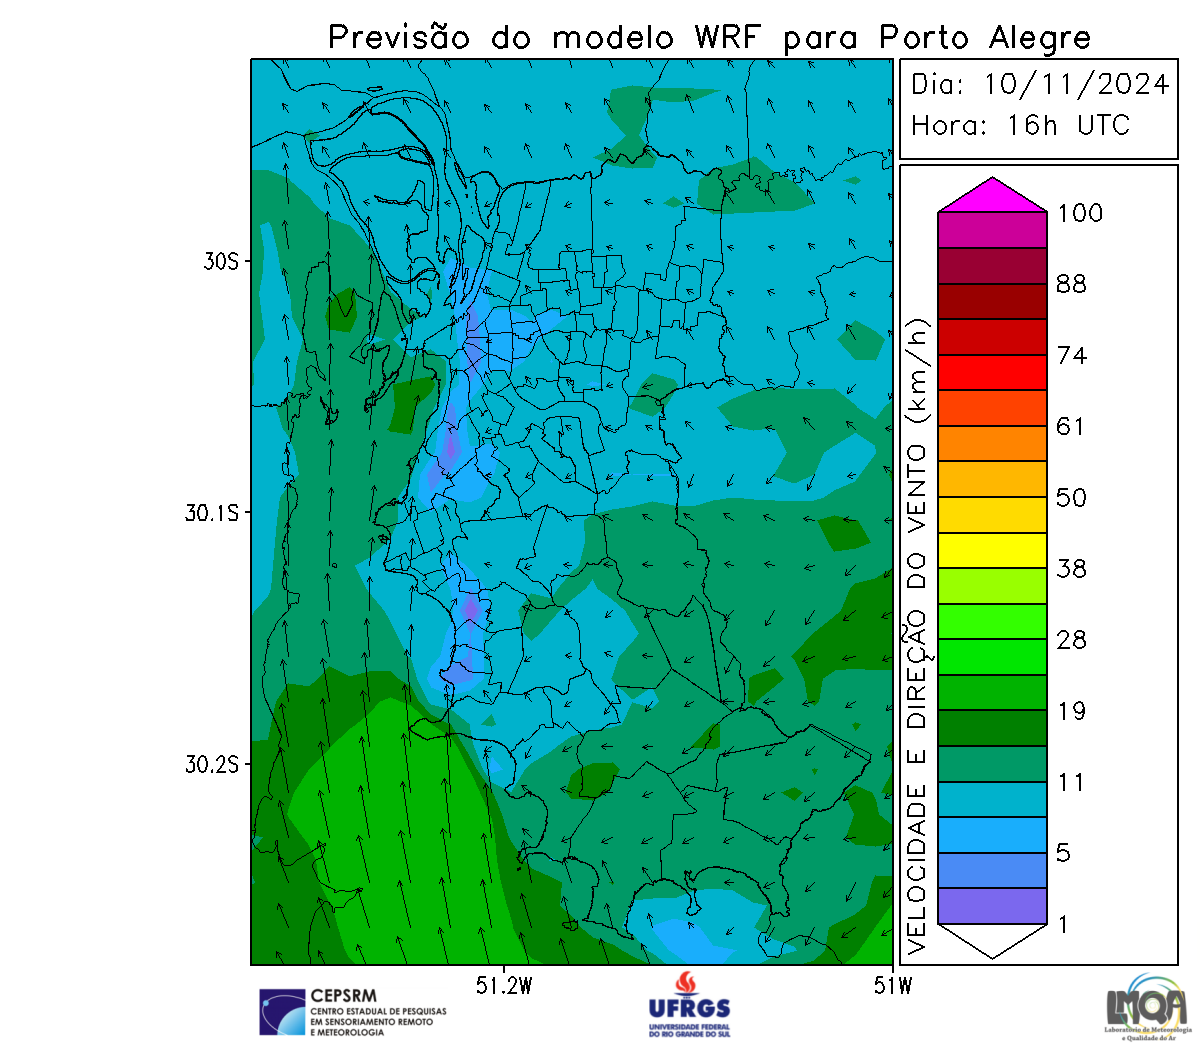 Previsão do modelo WRF para Porto Alegre
Dia: 10/11/2024
Hora: 16h UTC
30S
30.1S
30.2S
51.2W
51W
VELOCIDADE E DIREÇÃO DO VENTO (km/h)
100
88
74
61
50
38
28
19
11
5
1
CEPSRM
CENTRO ESTADUAL DE PESQUISAS
EM SENSORIAMENTO REMOTO
E METEOROLOGIA
UFRGS
UNIVERSIDADE FEDERAL
DO RIO GRANDE DO SUL
LMQA
Laboratório de Meteorologia
e Qualidade do Ar